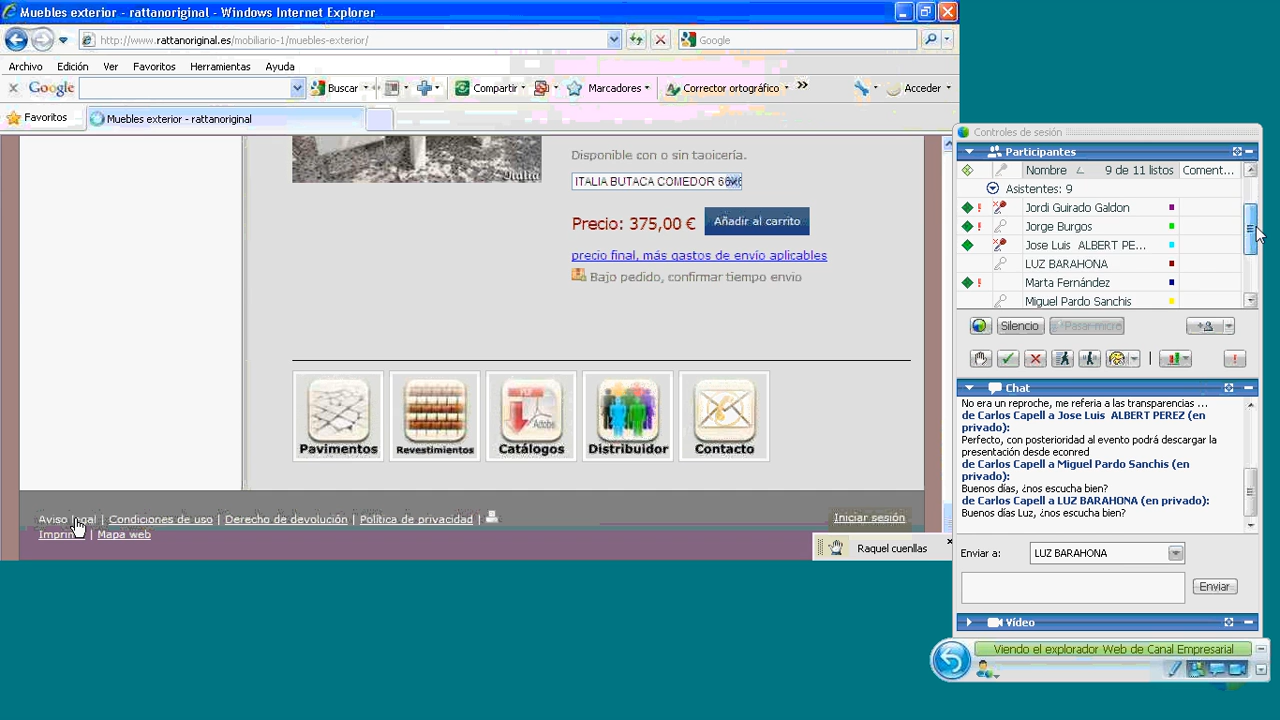 Muebles exterior - rattanoriginal - Windows Internet Explorer
http://www.rattanoriginal.es/mobiliario-1/muebles-exterior/
Google
Archivo Edición Ver Favoritos Herramientas Ayuda
Google Buscar Compartir Marcadores Corrector ortográfico » Acceder
Favoritos Muebles exterior - rattanoriginal
Italia
Disponible con o sin taoicería.
ITALIA BUTACA COMEDOR
Precio: 375,00 € Añadir al carrito
precio final, más gastos de envío aplicables
Bajo pedido, confirmar tiempo envio
Pavimentos Revestimientos Catálogos Distribuidor Contacto
PDF
Adobe
Aviso legal | Condiciones de uso | Derecho de devolución | Política de privacidad |
Imprimir | Mapa web
Iniciar sesión
Raquel cuenllas
Controles de sesión
Participantes
Nombre 9 de 11 listos Coment...
Asistentes: 9
Jordi Guirado Galdon
Jorge Burgos
Jose Luis ALBERT PE...
LUZ BARAHONA
Marta Fernández
Miguel Pardo Sanchis
Silencio Pasar micro
Chat
No era un reproche, me referia a las transparencias ...
de Carlos Capell a Jose Luis ALBERT PEREZ (en
privado):
Perfecto, con posterioridad al evento podrá descargar la
presentación desde econred
de Carlos Capell a Miguel Pardo Sanchis (en
privado):
Buenos días, ¿nos escucha bien?
de Carlos Capell a LUZ BARAHONA (en privado):
Buenos días Luz, ¿nos escucha bien?
Enviar a: LUZ BARAHONA
Enviar
Vídeo
Viendo el explorador Web de Canal Empresarial